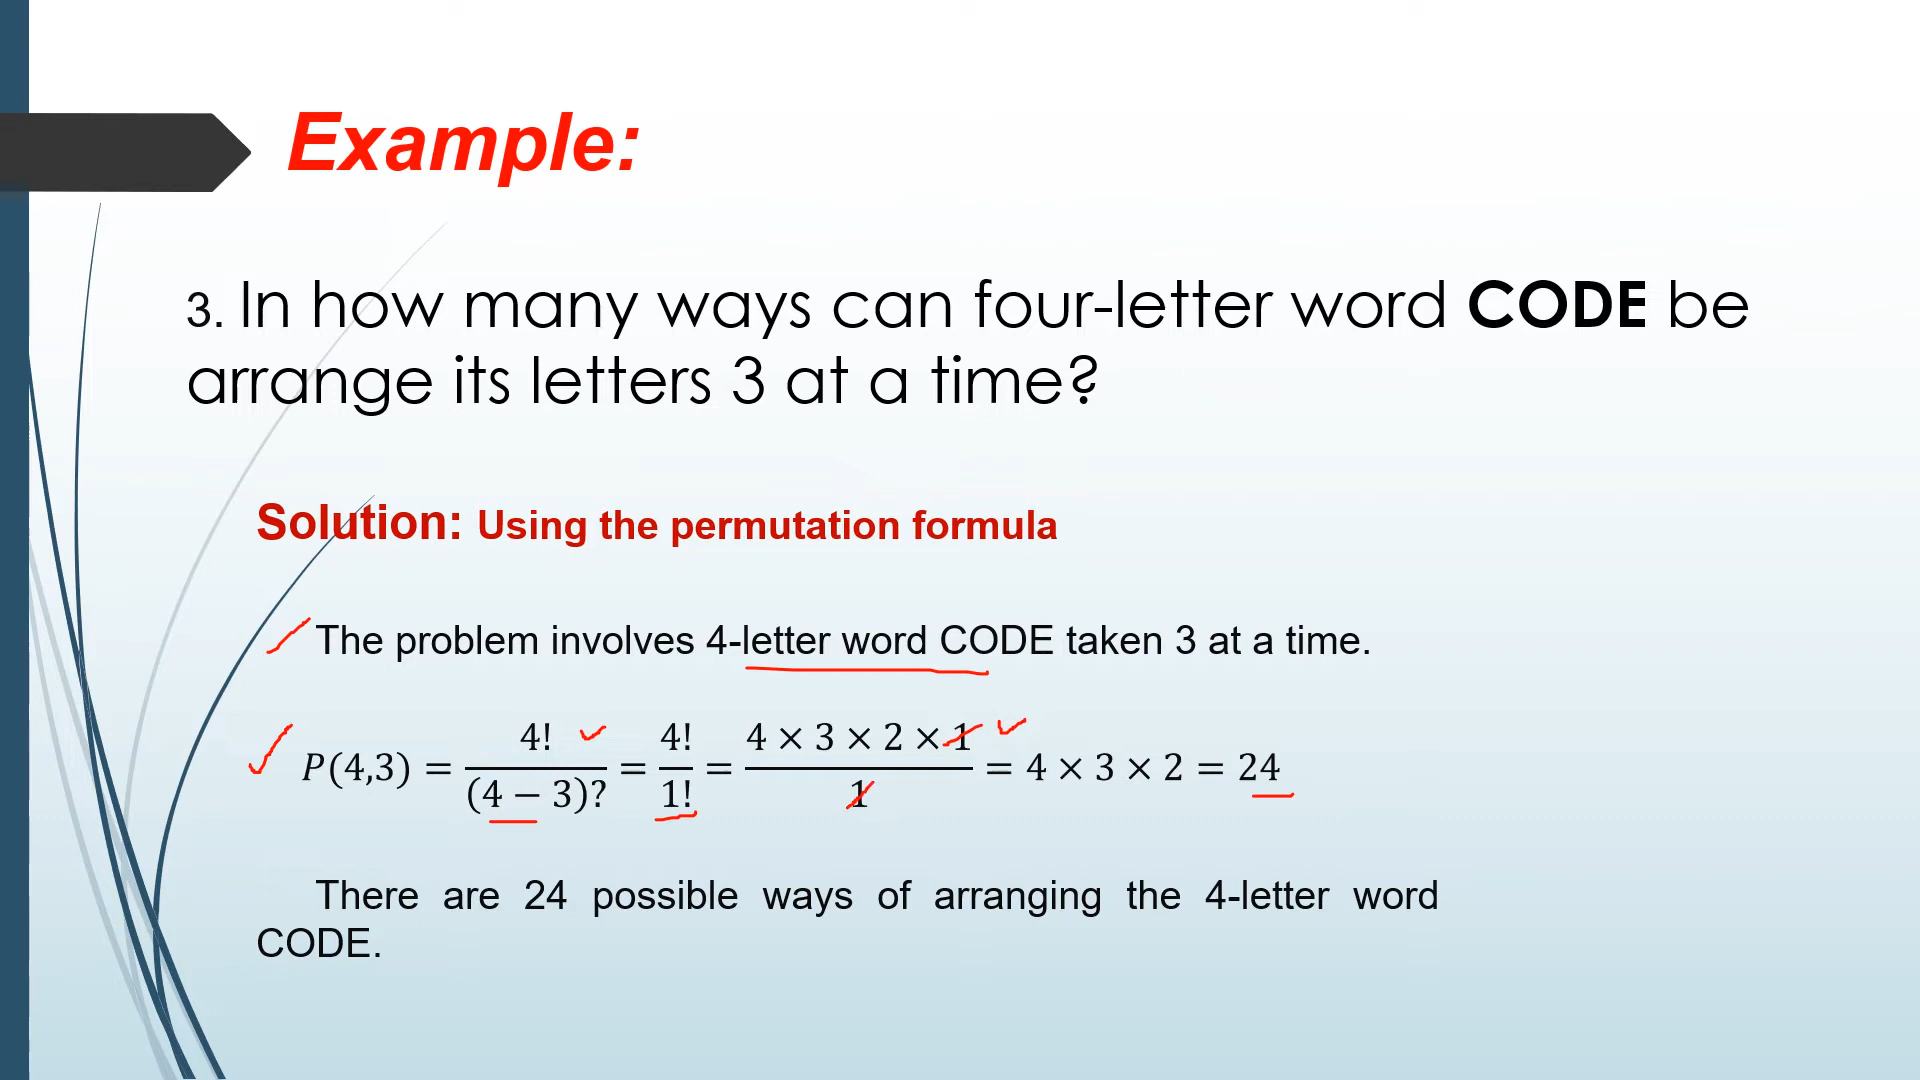 Example:
3. In how many ways can four-letter word CODE be
arrange its letters 3 at a time?
Solution: Using the permutation formula
The problem involves 4-letter word CODE taken 3 at a time.
P(4,3) = 4!/(4 − 3)? = 4!/1! = (4 × 3 × 2 × 1)/1 = 4 × 3 × 2 = 24
There are 24 possible ways of arranging the 4-letter word
CODE.